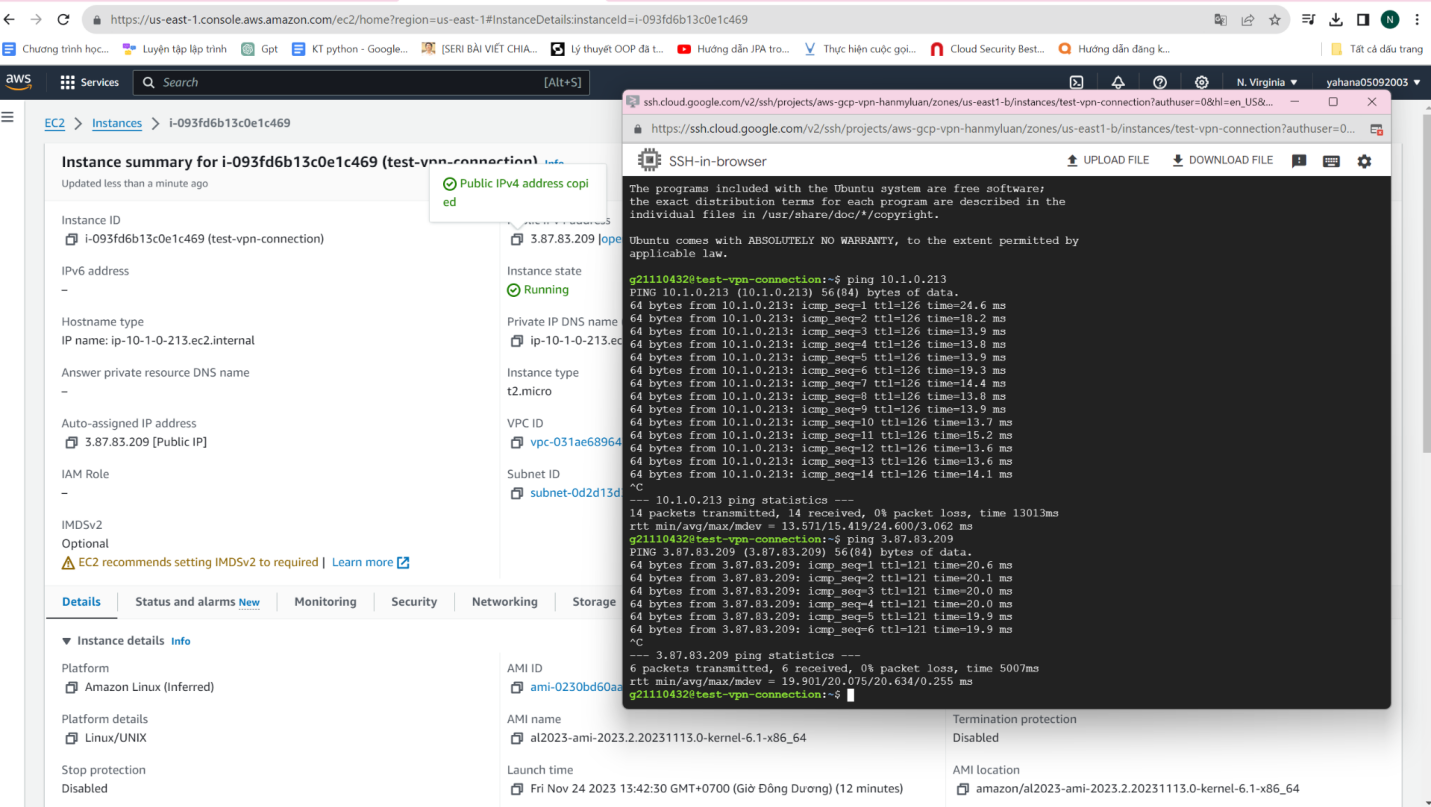 https://us-east-1.console.aws.amazon.com/ec2/home?region=us-east-1#InstanceDetails:instanceId=i-093fd6b13c0e1c469
N
Chương trình học...
Luyện tập lập trình
Gpt
KT python - Google...
[SERI BÀI VIẾT CHIA...
Lý thuyết OOP đã t...
Hướng dẫn JPA tro...
Thực hiện cuộc gọi...
Cloud Security Best...
Hướng dẫn đăng k...
Tất cả dấu trang
aws
Services
Search
[Alt+S]
N. Virginia
yahana05092003
EC2
Instances
i-093fd6b13c0e1c469
Instance summary for i-093fd6b13c0e1c469 (test-vpn-connection) Info
Updated less than a minute ago
Public IPv4 address copi
ed
Instance ID
i-093fd6b13c0e1c469 (test-vpn-connection)
Public IPv4 address
3.87.83.209 |ope
IPv6 address
–
Instance state
Running
Hostname type
IP name: ip-10-1-0-213.ec2.internal
Private IP DNS name
ip-10-1-0-213.ec
Answer private resource DNS name
–
Instance type
t2.micro
Auto-assigned IP address
3.87.83.209 [Public IP]
VPC ID
vpc-031ae68964
IAM Role
–
Subnet ID
subnet-0d2d13d
IMDSv2
Optional
EC2 recommends setting IMDSv2 to required | Learn more
Details
Status and alarms New
Monitoring
Security
Networking
Storage
Instance details Info
Platform
Amazon Linux (Inferred)
AMI ID
ami-0230bd60aa
Platform details
Linux/UNIX
AMI name
al2023-ami-2023.2.20231113.0-kernel-6.1-x86_64
Termination protection
Disabled
Stop protection
Disabled
Launch time
Fri Nov 24 2023 13:42:30 GMT+0700 (Giờ Đông Dương) (12 minutes)
AMI location
amazon/al2023-ami-2023.2.20231113.0-kernel-6.1-x86_64
ssh.cloud.google.com/v2/ssh/projects/aws-gcp-vpn-hanmyluan/zones/us-east1-b/instances/test-vpn-connection?authuser=0&hl=en_US&...
https://ssh.cloud.google.com/v2/ssh/projects/aws-gcp-vpn-hanmyluan/zones/us-east1-b/instances/test-vpn-connection?authuser=0...
SSH-in-browser
UPLOAD FILE
DOWNLOAD FILE
The programs included with the Ubuntu system are free software;
the exact distribution terms for each program are described in the
individual files in /usr/share/doc/*/copyright.
Ubuntu comes with ABSOLUTELY NO WARRANTY, to the extent permitted by
applicable law.
g21110432@test-vpn-connection:~$ ping 10.1.0.213
PING 10.1.0.213 (10.1.0.213) 56(84) bytes of data.
64 bytes from 10.1.0.213: icmp_seq=1 ttl=126 time=24.6 ms
64 bytes from 10.1.0.213: icmp_seq=2 ttl=126 time=18.2 ms
64 bytes from 10.1.0.213: icmp_seq=3 ttl=126 time=13.9 ms
64 bytes from 10.1.0.213: icmp_seq=4 ttl=126 time=13.8 ms
64 bytes from 10.1.0.213: icmp_seq=5 ttl=126 time=13.9 ms
64 bytes from 10.1.0.213: icmp_seq=6 ttl=126 time=19.3 ms
64 bytes from 10.1.0.213: icmp_seq=7 ttl=126 time=14.4 ms
64 bytes from 10.1.0.213: icmp_seq=8 ttl=126 time=13.8 ms
64 bytes from 10.1.0.213: icmp_seq=9 ttl=126 time=13.9 ms
64 bytes from 10.1.0.213: icmp_seq=10 ttl=126 time=13.7 ms
64 bytes from 10.1.0.213: icmp_seq=11 ttl=126 time=15.2 ms
64 bytes from 10.1.0.213: icmp_seq=12 ttl=126 time=13.6 ms
64 bytes from 10.1.0.213: icmp_seq=13 ttl=126 time=13.6 ms
64 bytes from 10.1.0.213: icmp_seq=14 ttl=126 time=14.1 ms
^C
--- 10.1.0.213 ping statistics ---
14 packets transmitted, 14 received, 0% packet loss, time 13013ms
rtt min/avg/max/mdev = 13.571/15.419/24.600/3.062 ms
g21110432@test-vpn-connection:~$ ping 3.87.83.209
PING 3.87.83.209 (3.87.83.209) 56(84) bytes of data.
64 bytes from 3.87.83.209: icmp_seq=1 ttl=121 time=20.6 ms
64 bytes from 3.87.83.209: icmp_seq=2 ttl=121 time=20.1 ms
64 bytes from 3.87.83.209: icmp_seq=3 ttl=121 time=20.0 ms
64 bytes from 3.87.83.209: icmp_seq=4 ttl=121 time=20.0 ms
64 bytes from 3.87.83.209: icmp_seq=5 ttl=121 time=19.9 ms
64 bytes from 3.87.83.209: icmp_seq=6 ttl=121 time=19.9 ms
^C
--- 3.87.83.209 ping statistics ---
6 packets transmitted, 6 received, 0% packet loss, time 5007ms
rtt min/avg/max/mdev = 19.901/20.075/20.634/0.255 ms
g21110432@test-vpn-connection:~$